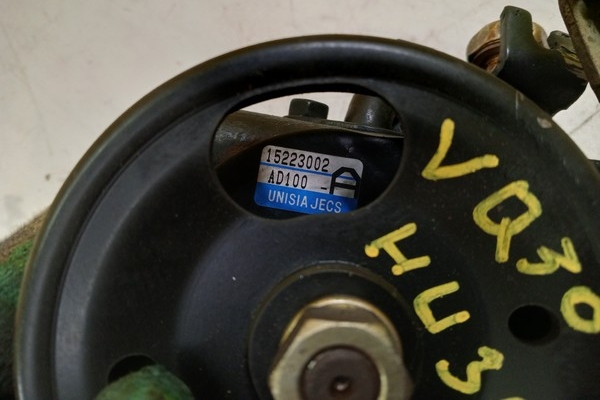 15223002
AD100 - A
UNISIA JECS
VQ30
HU3